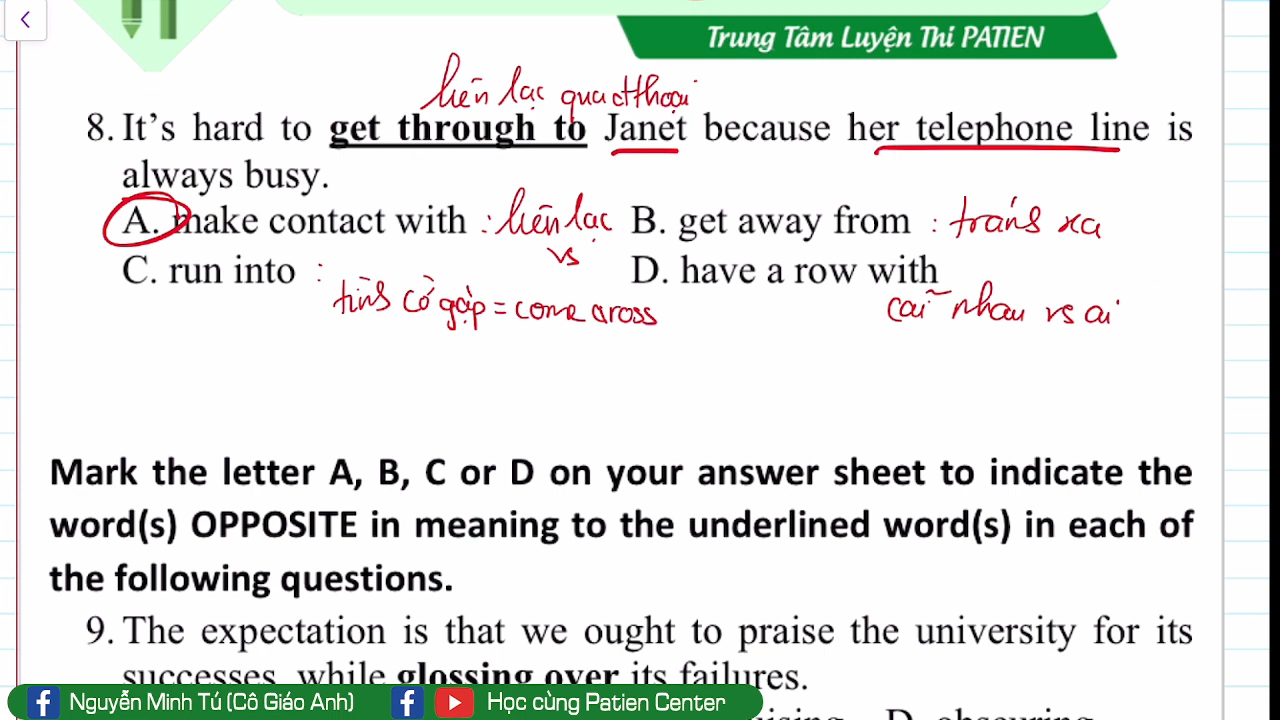 Trung Tâm Luyện Thi PATIEN
liên lạc qua đthoại
8. It's hard to get through to Janet because her telephone line is
always busy.
A. make contact with : liên lạc vs B. get away from : tránh xa
C. run into : tình cờ gặp = come aross D. have a row with cãi nhau vs ai
Mark the letter A, B, C or D on your answer sheet to indicate the
word(s) OPPOSITE in meaning to the underlined word(s) in each of
the following questions.
9. The expectation is that we ought to praise the university for its
successes, while glossing over its failures.
D. obscuring
Nguyễn Minh Tú (Cô Giáo Anh) Học cùng Patien Center